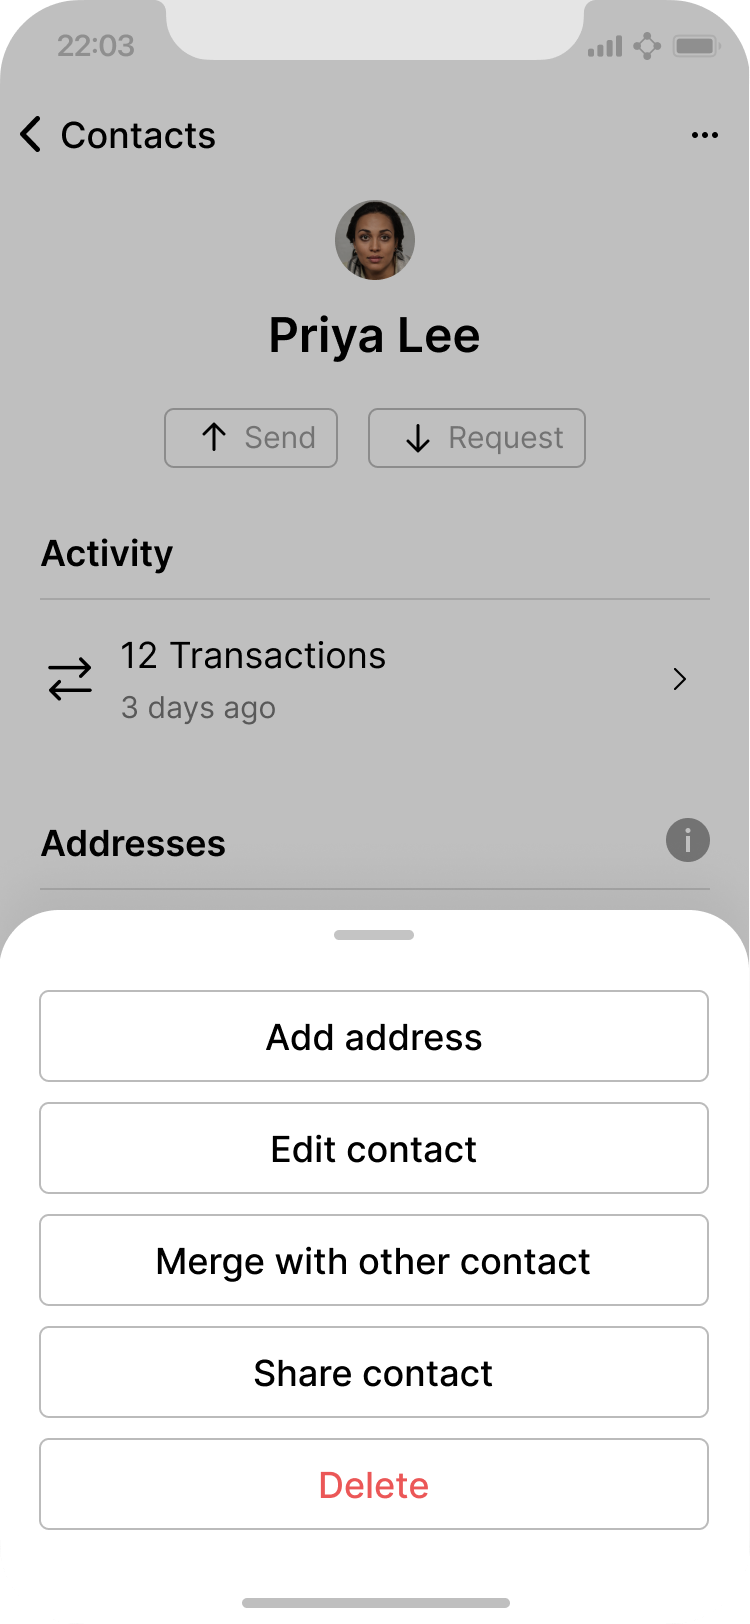 22:03
Contacts
Priya Lee
Send
Request
Activity
12 Transactions
3 days ago
Addresses
Add address
Edit contact
Merge with other contact
Share contact
Delete